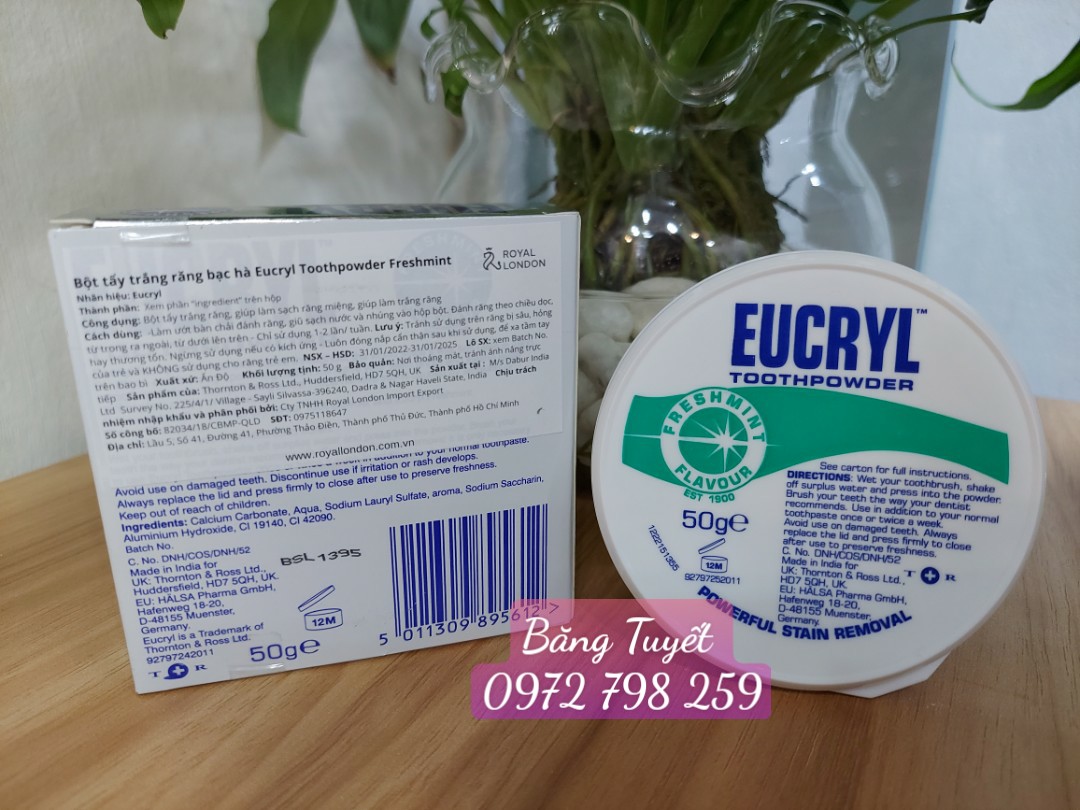 Bột tẩy trắng răng bạc hà Eucryl Toothpowder Freshmint
ROYAL
LONDON
Nhãn hiệu: Eucryl
Thành phần: Xem phần "ingredient" trên hộp
Công dụng: Bột tẩy trắng răng, giúp làm sạch răng miệng, giúp làm trắng răng
Cách dùng: -Làm ướt bàn chải đánh răng, giũ sạch nước và nhúng vào hộp bột. Đánh răng theo chiều dọc,
từ trong ra ngoài, từ dưới lên trên - Chỉ sử dụng 1-2 lần/ tuần. Lưu ý: Tránh sử dụng trên răng bị sâu, hỏng
hay thương tổn. Ngừng sử dụng nếu có kích ứng - Luôn đóng nắp cẩn thận sau khi sử dụng, để xa tầm tay
của trẻ và KHÔNG sử dụng cho răng trẻ em. NSX – HSD: 31/01/2022-31/01/2025 Lô SX: xem Batch No.
trên bao bì Xuất xứ: Ấn Độ Khối lượng tịnh: 50 g Bảo quản: Nơi thoáng mát, tránh ánh nắng trực
tiếp Sản phẩm của: Thornton & Ross Ltd., Huddersfield, HD7 5QH, UK Sản xuất tại : M/s Dabur India
Ltd Survey No. 225/4/1/ Village - Sayli Silvassa-396240, Dadra & Nagar Haveli State, India Chịu trách
nhiệm nhập khẩu và phân phối bởi: Cty TNHH Royal London Import Export
Số công bố: 82034/18/CBMP-QLD SĐT: 0975118647
Địa chỉ: Lầu 5, Số 41, Đường 41, Phường Thảo Điền, Thành phố Thủ Đức, Thành phố Hồ Chí Minh
www.royallondon.com.vn
in addition to your normal toothpaste.
Avoid use on damaged teeth. Discontinue use if irritation or rash develops.
Always replace the lid and press firmly to close after use to preserve freshness.
Keep out of reach of children.
Ingredients: Calcium Carbonate, Aqua, Sodium Lauryl Sulfate, aroma, Sodium Saccharin,
Aluminium Hydroxide, CI 19140, CI 42090.
Batch No.
BSL 1395
C. No. DNH/COS/DNH/52
Made in India for
UK: Thornton & Ross Ltd.,
Huddersfield, HD7 5QH, UK.
EU: HÄLSA Pharma GmbH,
Hafenweg 18-20,
D-48155 Muenster,
Germany.
Eucryl is a Trademark of
Thornton & Ross Ltd.
92797242011
T R
50g℮
12M
5 011309 895612 >
EUCRYL™
TOOTHPOWDER
FRESHMINT
FLAVOUR
EST 1900
50g℮
12M
92797252011
1222151395
See carton for full instructions.
DIRECTIONS: Wet your toothbrush, shake
off surplus water and press into the powder.
Brush your teeth the way your dentist
recommends. Use in addition to your normal
toothpaste once or twice a week.
Avoid use on damaged teeth. Always
replace the lid and press firmly to close
after use to preserve freshness.
C. No. DNH/COS/DNH/52
Made in India for
UK: Thornton & Ross Ltd.,
HD7 5QH, UK.
EU: HÄLSA Pharma GmbH,
Hafenweg 18-20,
D-48155 Muenster,
Germany.
T R
POWERFUL STAIN REMOVAL
Băng Tuyết
0972 798 259